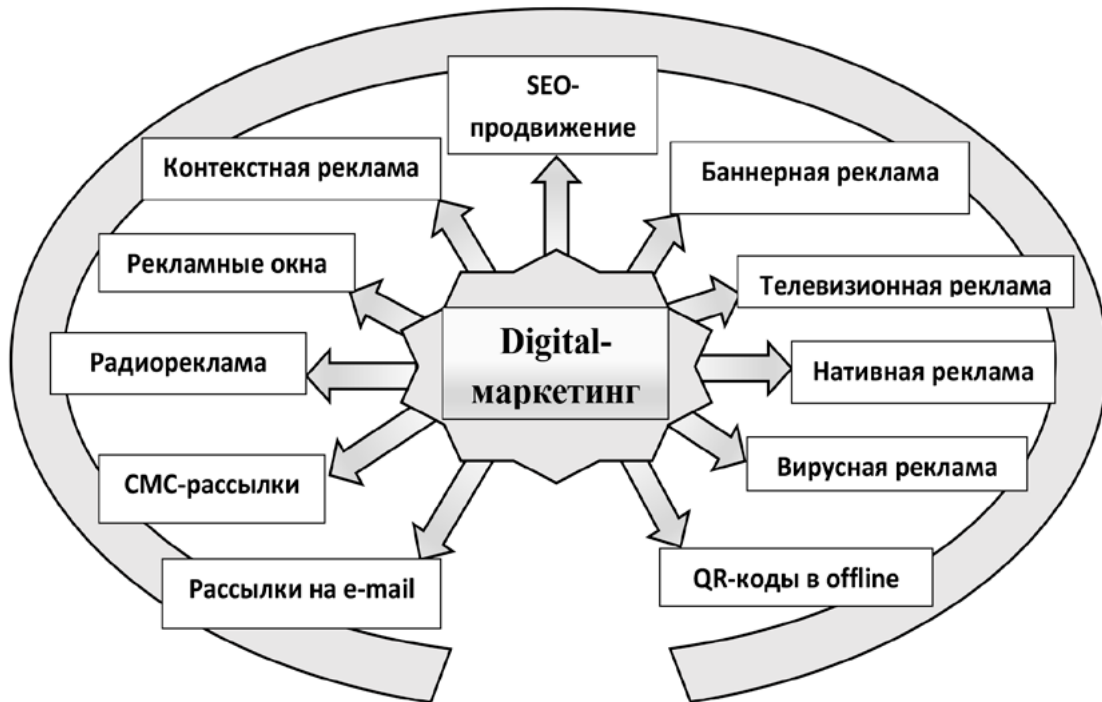 SEO-
продвижение
Контекстная реклама
Баннерная реклама
Рекламные окна
Телевизионная реклама
Digital-
маркетинг
Радиореклама
Нативная реклама
СМС-рассылки
Вирусная реклама
Рассылки на e-mail
QR-коды в offline